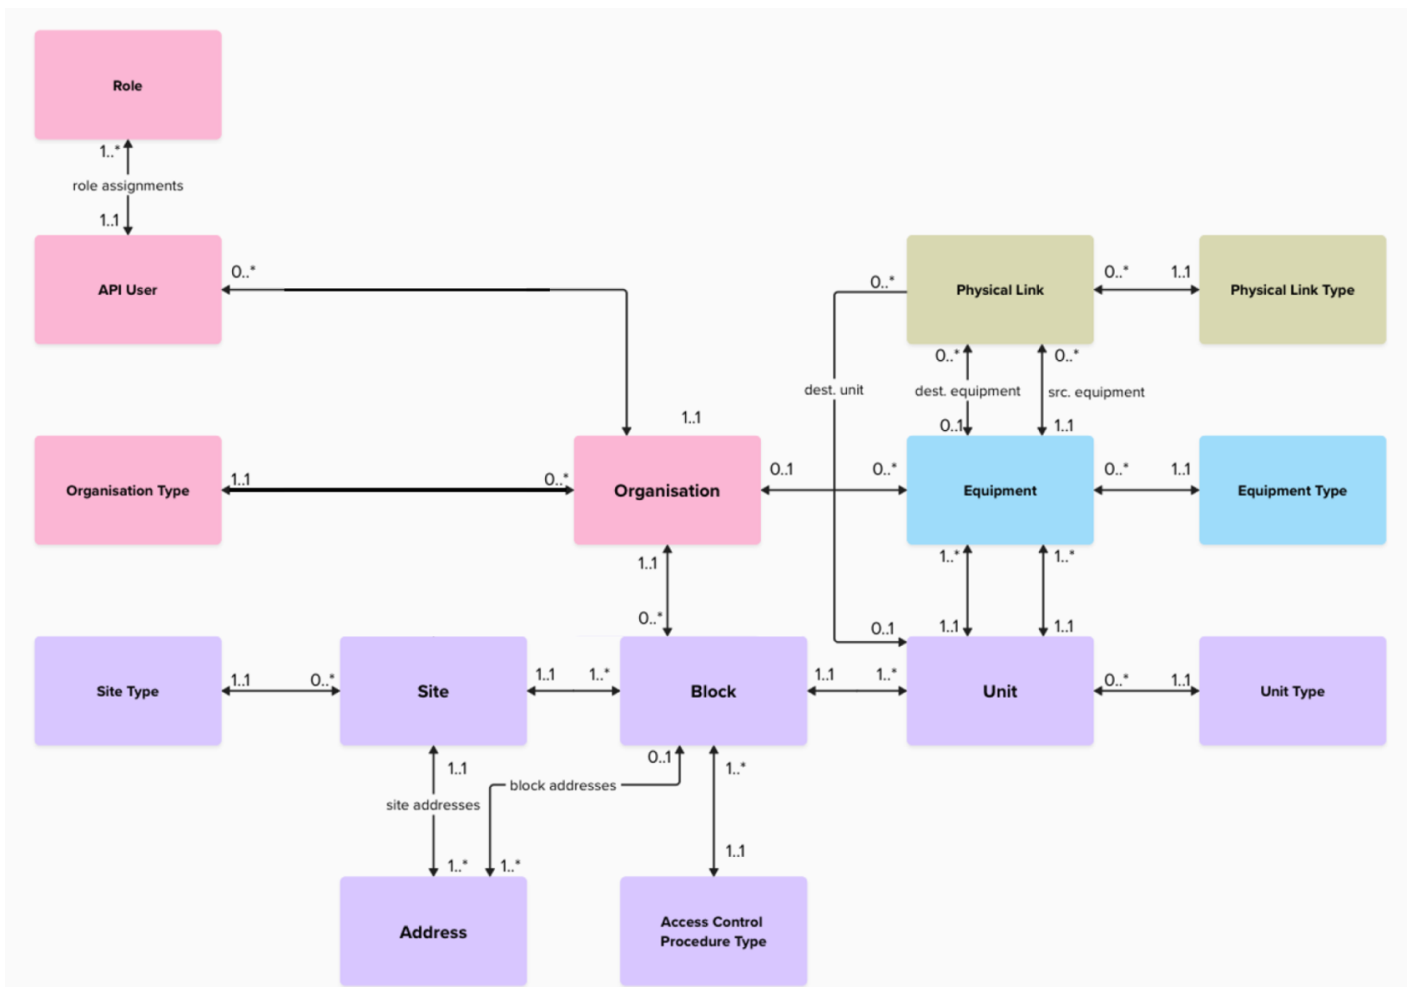 Role
1..*
role assignments
1..1
API User
0..*
0..*
Physical Link
0..*
1..1
Physical Link Type
0..*
0..*
dest. unit
dest. equipment
src. equipment
1..1
0..1
1..1
Organisation Type
1..1
0..*
Organisation
0..1
0..*
Equipment
0..*
1..1
Equipment Type
1..1
0..*
1..*
1..*
0..1
1..1
1..1
Site Type
1..1
0..*
Site
1..1
1..*
Block
1..1
1..*
Unit
0..*
1..1
Unit Type
1..1
0..1
1..*
block addresses
site addresses
1..*
1..*
1..1
Address
Access Control
Procedure Type